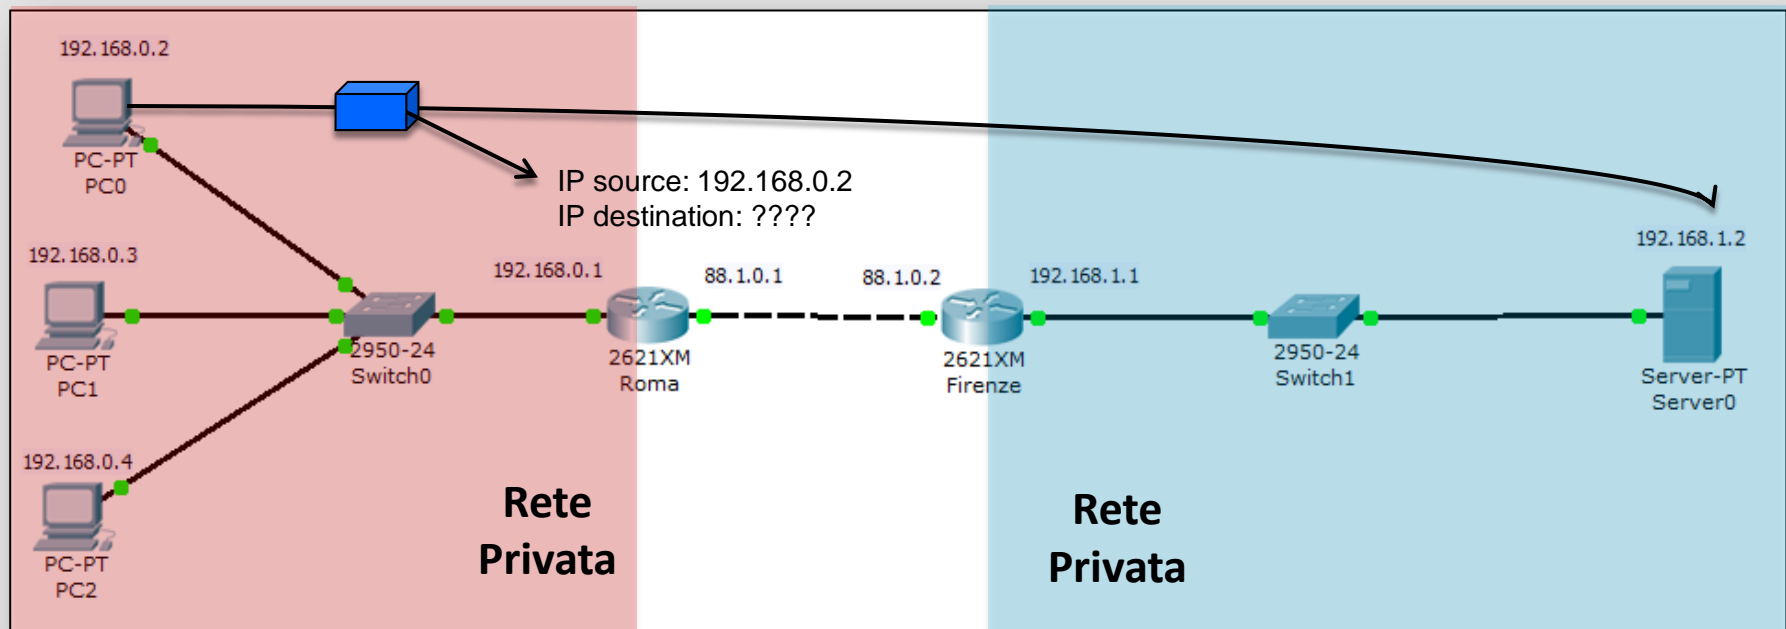 192.168.0.2
PC-PT
PC0
IP source: 192.168.0.2
IP destination: ????
192.168.0.3
PC-PT
PC1
192.168.0.4
PC-PT
PC2
2950-24
Switch0
192.168.0.1
2621XM
Roma
88.1.0.1
88.1.0.2
2621XM
Firenze
192.168.1.1
2950-24
Switch1
192.168.1.2
Server-PT
Server0
Rete
Privata
Rete
Privata